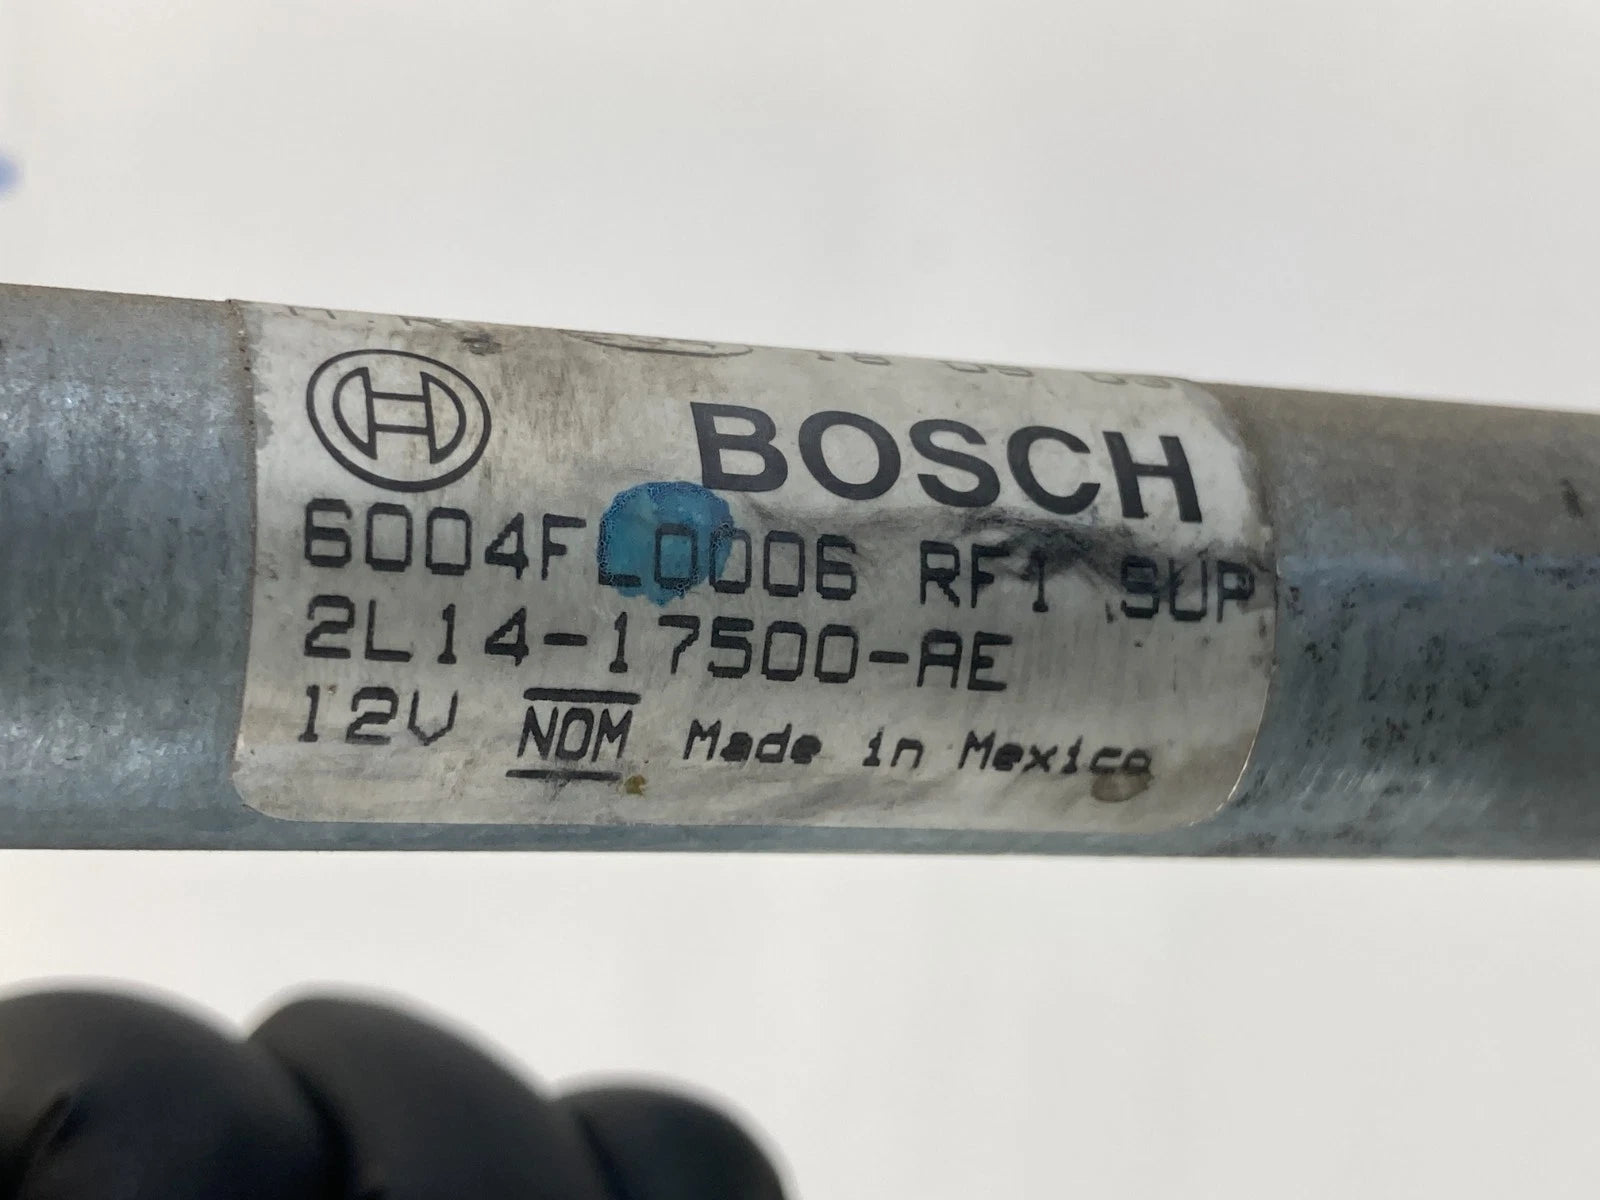 BOSCH
6004FL0006 RF1 SUP
2L14-17500-AE
12V NOM Made in Mexico